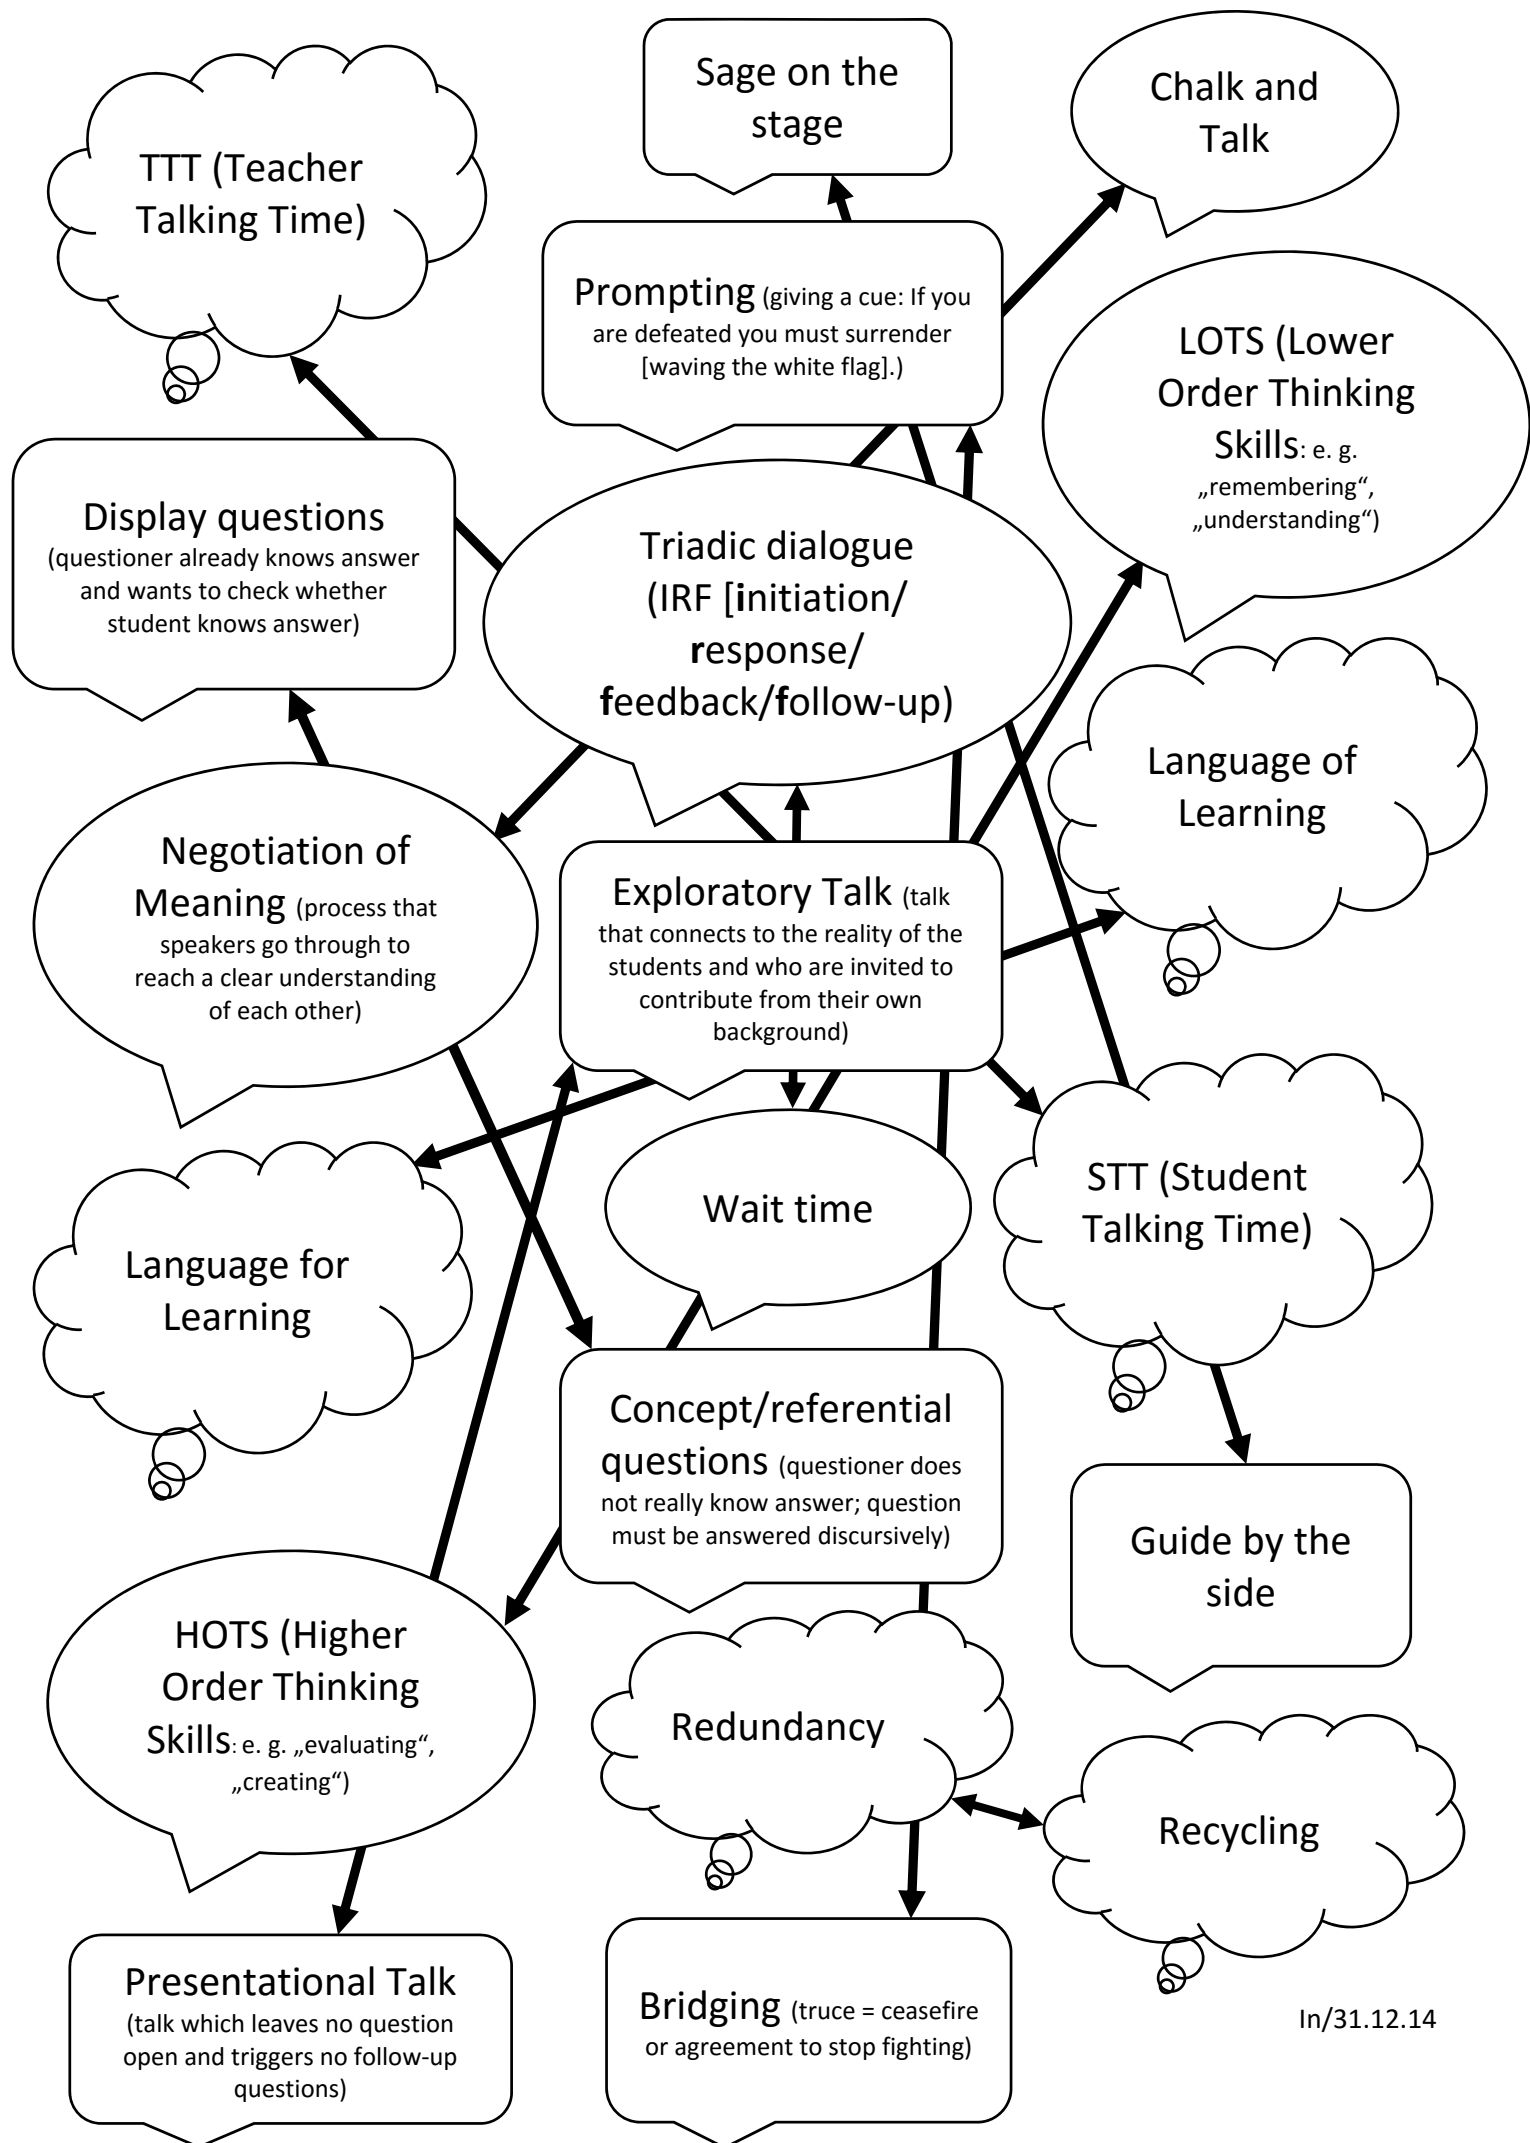 Sage on the
stage
Chalk and
Talk
TTT (Teacher
Talking Time)
Prompting (giving a cue: If you
are defeated you must surrender
[waving the white flag].)
LOTS (Lower
Order Thinking
Skills: e. g.
„remembering“,
„understanding“)
Display questions
(questioner already knows answer
and wants to check whether
student knows answer)
Triadic dialogue
(IRF [initiation/
response/
feedback/follow-up)
Language of
Learning
Negotiation of
Meaning (process that
speakers go through to
reach a clear understanding
of each other)
Exploratory Talk (talk
that connects to the reality of the
students and who are invited to
contribute from their own
background)
STT (Student
Talking Time)
Wait time
Language for
Learning
Concept/referential
questions (questioner does
not really know answer; question
must be answered discursively)
Guide by the
side
HOTS (Higher
Order Thinking
Skills: e. g. „evaluating“,
„creating“)
Redundancy
Recycling
Presentational Talk
(talk which leaves no question
open and triggers no follow-up
questions)
Bridging (truce = ceasefire
or agreement to stop fighting)
In/31.12.14